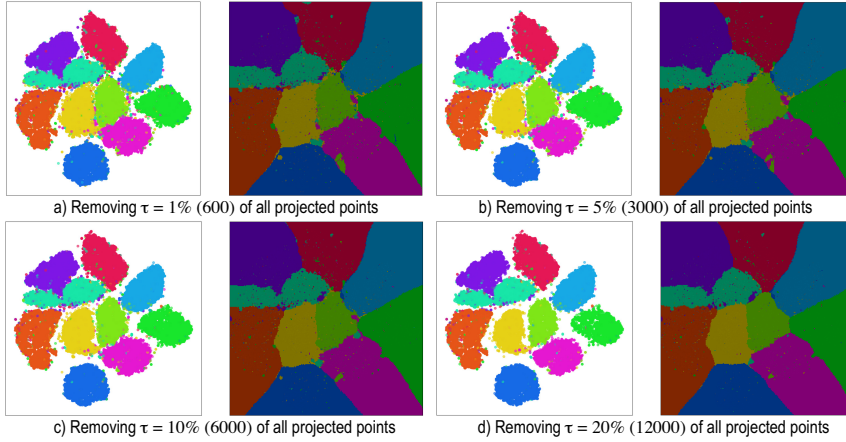 a) Removing τ = 1% (600) of all projected points
b) Removing τ = 5% (3000) of all projected points
c) Removing τ = 10% (6000) of all projected points
d) Removing τ = 20% (12000) of all projected points